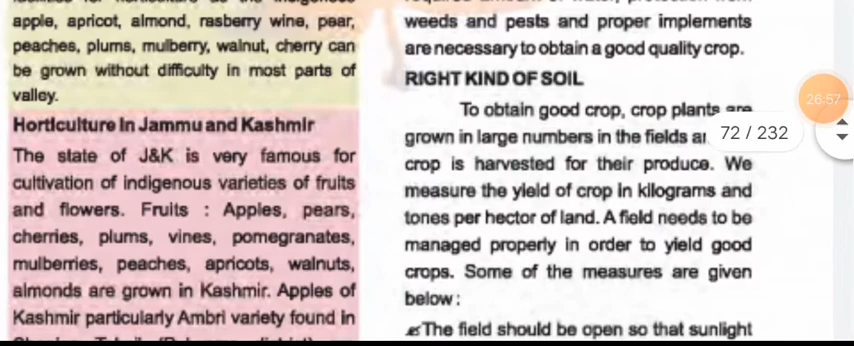 apple, apricot, almond, rasberry wine, pear,
peaches, plums, mulberry, walnut, cherry can
be grown without difficulty in most parts of
valley.
Horticulture in Jammu and Kashmir
The state of J&K is very famous for
cultivation of indigenous varieties of fruits
and flowers. Fruits : Apples, pears,
cherries, plums, vines, pomegranates,
mulberries, peaches, apricots, walnuts,
almonds are grown in Kashmir. Apples of
Kashmir particularly Ambri variety found in
weeds and pests and proper implements
are necessary to obtain a good quality crop.
RIGHT KIND OF SOIL
To obtain good crop, crop plants are
grown in large numbers in the fields
crop is harvested for their produce. We
measure the yield of crop in kilograms and
tones per hector of land. A field needs to be
managed properly in order to yield good
crops. Some of the measures are given
below :
The field should be open so that sunlight
26:57
72 / 232